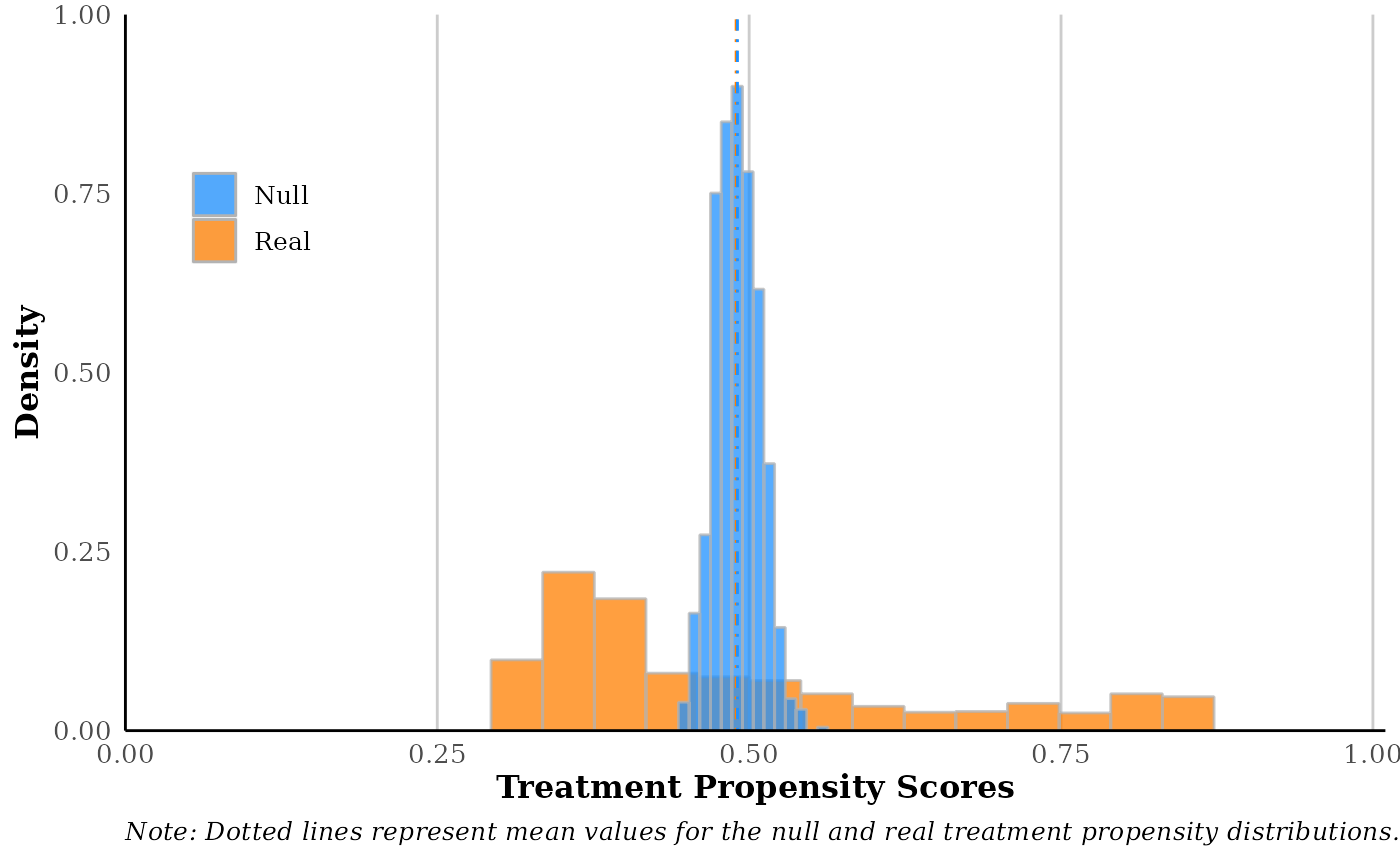 1.00
0.75
0.50
0.25
0.00
Density
Null
Real
0.00 0.25 0.50 0.75 1.00
Treatment Propensity Scores
Note: Dotted lines represent mean values for the null and real treatment propensity distributions.